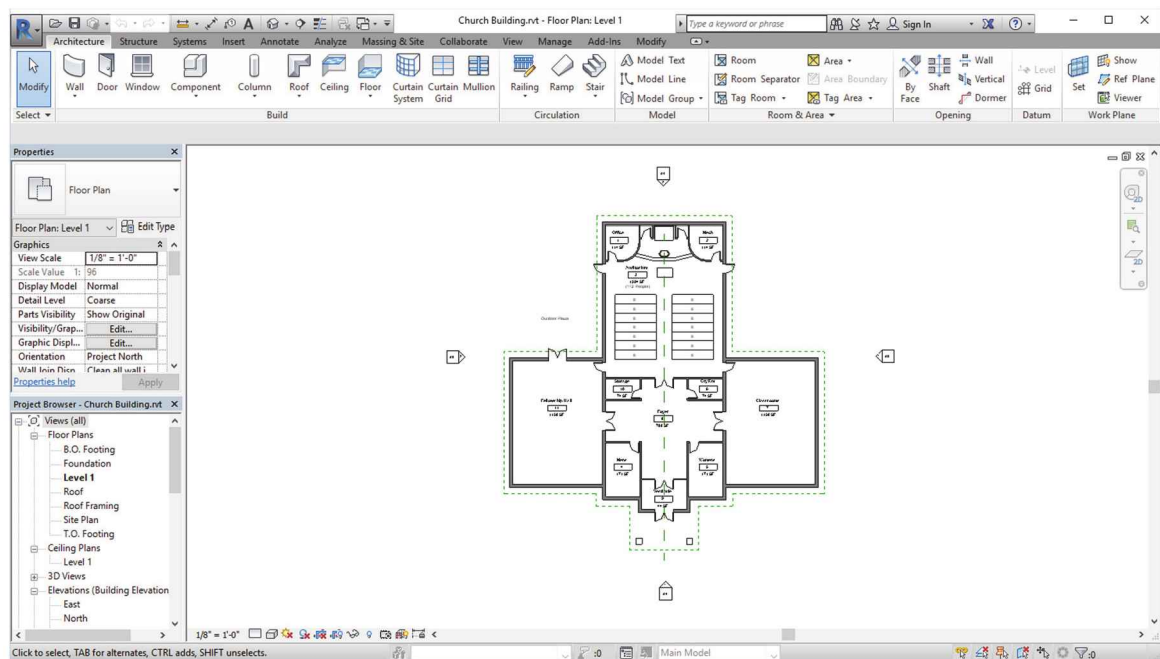 Church Building.rvt - Floor Plan: Level 1
Type a keyword or phrase
Sign In
Architecture Structure Systems Insert Annotate Analyze Massing & Site Collaborate View Manage Add-Ins Modify
Modify Wall Door Window Component Column Roof Ceiling Floor Curtain System Curtain Grid Mullion Railing Ramp Stair
Model Text
Model Line
Model Group
Room
Room Separator
Tag Room
Area
Area Boundary
Tag Area
By Face
Shaft
Wall
Vertical
Dormer
Level
Grid
Set
Show
Ref Plane
Viewer
Select Build Circulation Model Room & Area Opening Datum Work Plane
Properties
Floor Plan
Floor Plan: Level 1 Edit Type
Graphics
View Scale 1/8" = 1'-0"
Scale Value 1: 96
Display Model Normal
Detail Level Coarse
Parts Visibility Show Original
Visibility/Grap... Edit...
Graphic Displ... Edit...
Orientation Project North
Wall Join Disp Clean all wall j
Properties help Apply
Project Browser - Church Building.rvt
Views (all)
Floor Plans
B.O. Footing
Foundation
Level 1
Roof
Roof Framing
Site Plan
T.O. Footing
Ceiling Plans
Level 1
3D Views
Elevations (Building Elevation
East
North
Office
Mech
Auditorium
Fellowship Hall
Foyer
Classroom
2D
2D
1/8" = 1'-0"
Click to select, TAB for alternates, CTRL adds, SHIFT unselects.
:0
Main Model
:0